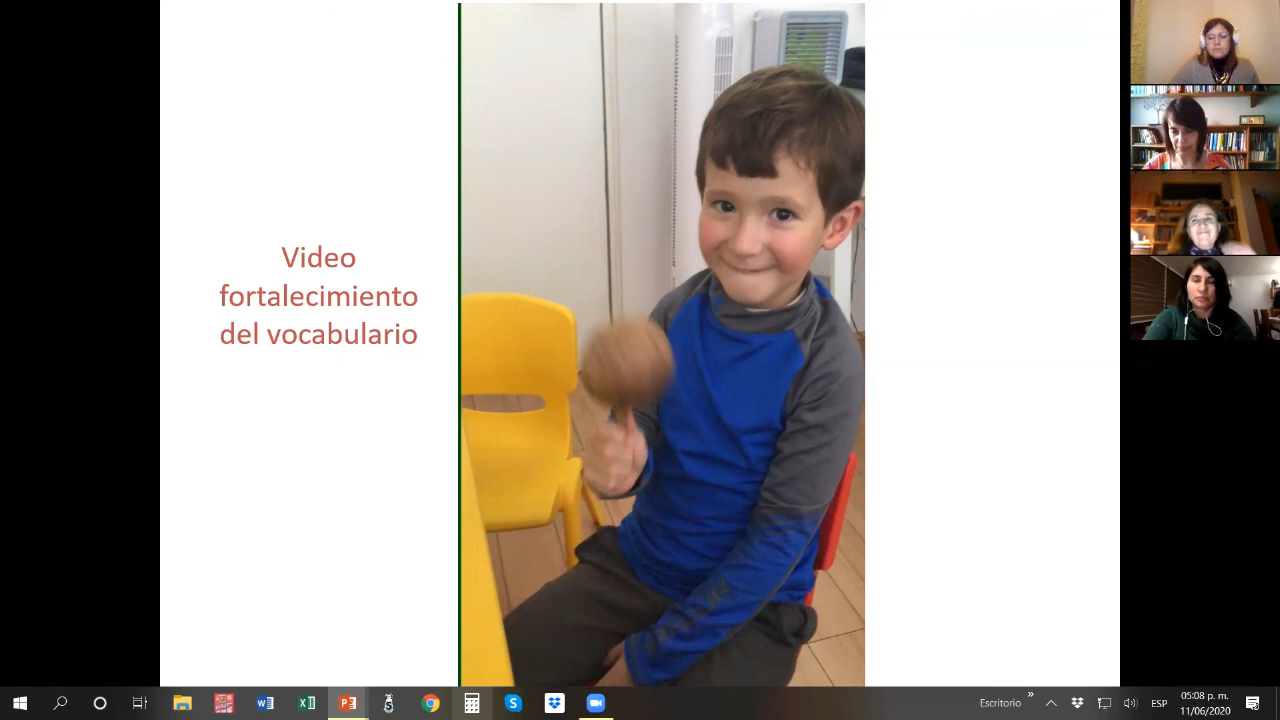 Video
fortalecimiento
del vocabulario
Escritorio
»
ESP
05:08 p. m.
11/06/2020